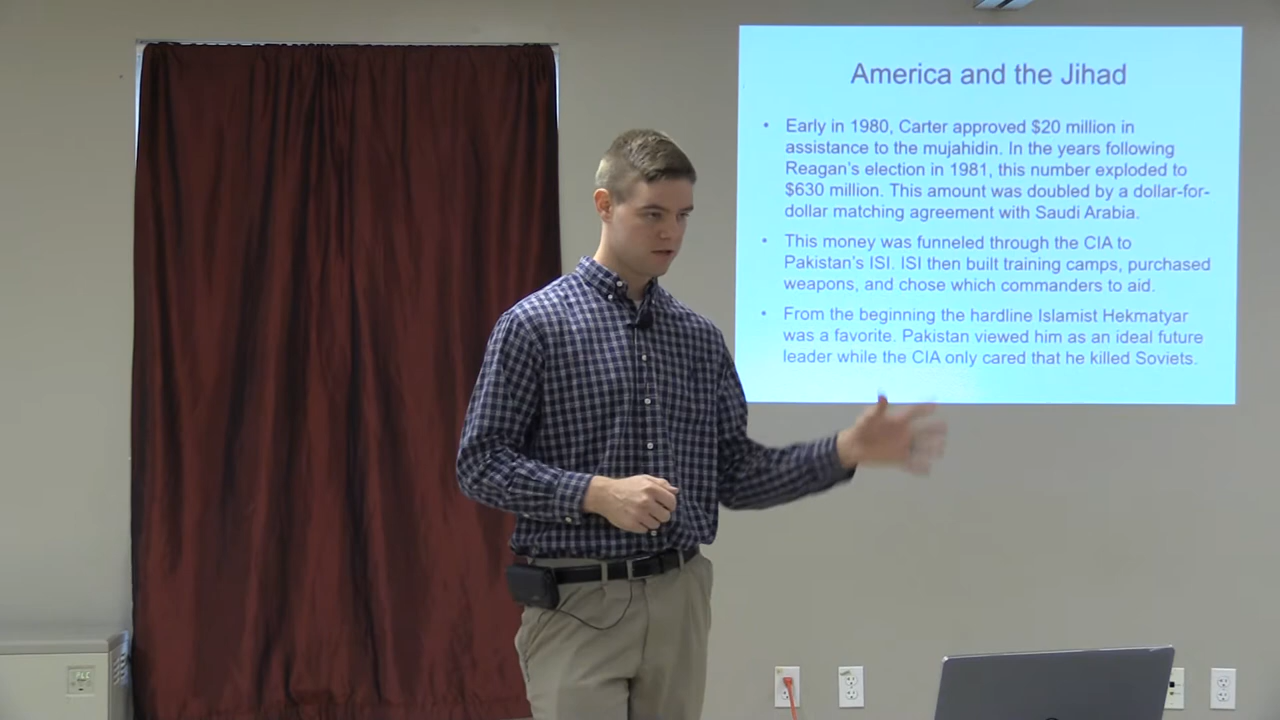 America and the Jihad
• Early in 1980, Carter approved $20 million in
assistance to the mujahidin. In the years following
Reagan's election in 1981, this number exploded to
$630 million. This amount was doubled by a dollar-for-
dollar matching agreement with Saudi Arabia.
• This money was funneled through the CIA to
Pakistan's ISI. ISI then built training camps, purchased
weapons, and chose which commanders to aid.
• From the beginning the hardline Islamist Hekmatyar
was a favorite. Pakistan viewed him as an ideal future
leader while the CIA only cared that he killed Soviets.